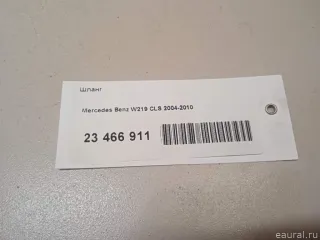 Шланг
Mercedes Benz W219 CLS 2004-2010
23 466 911
eaural.ru